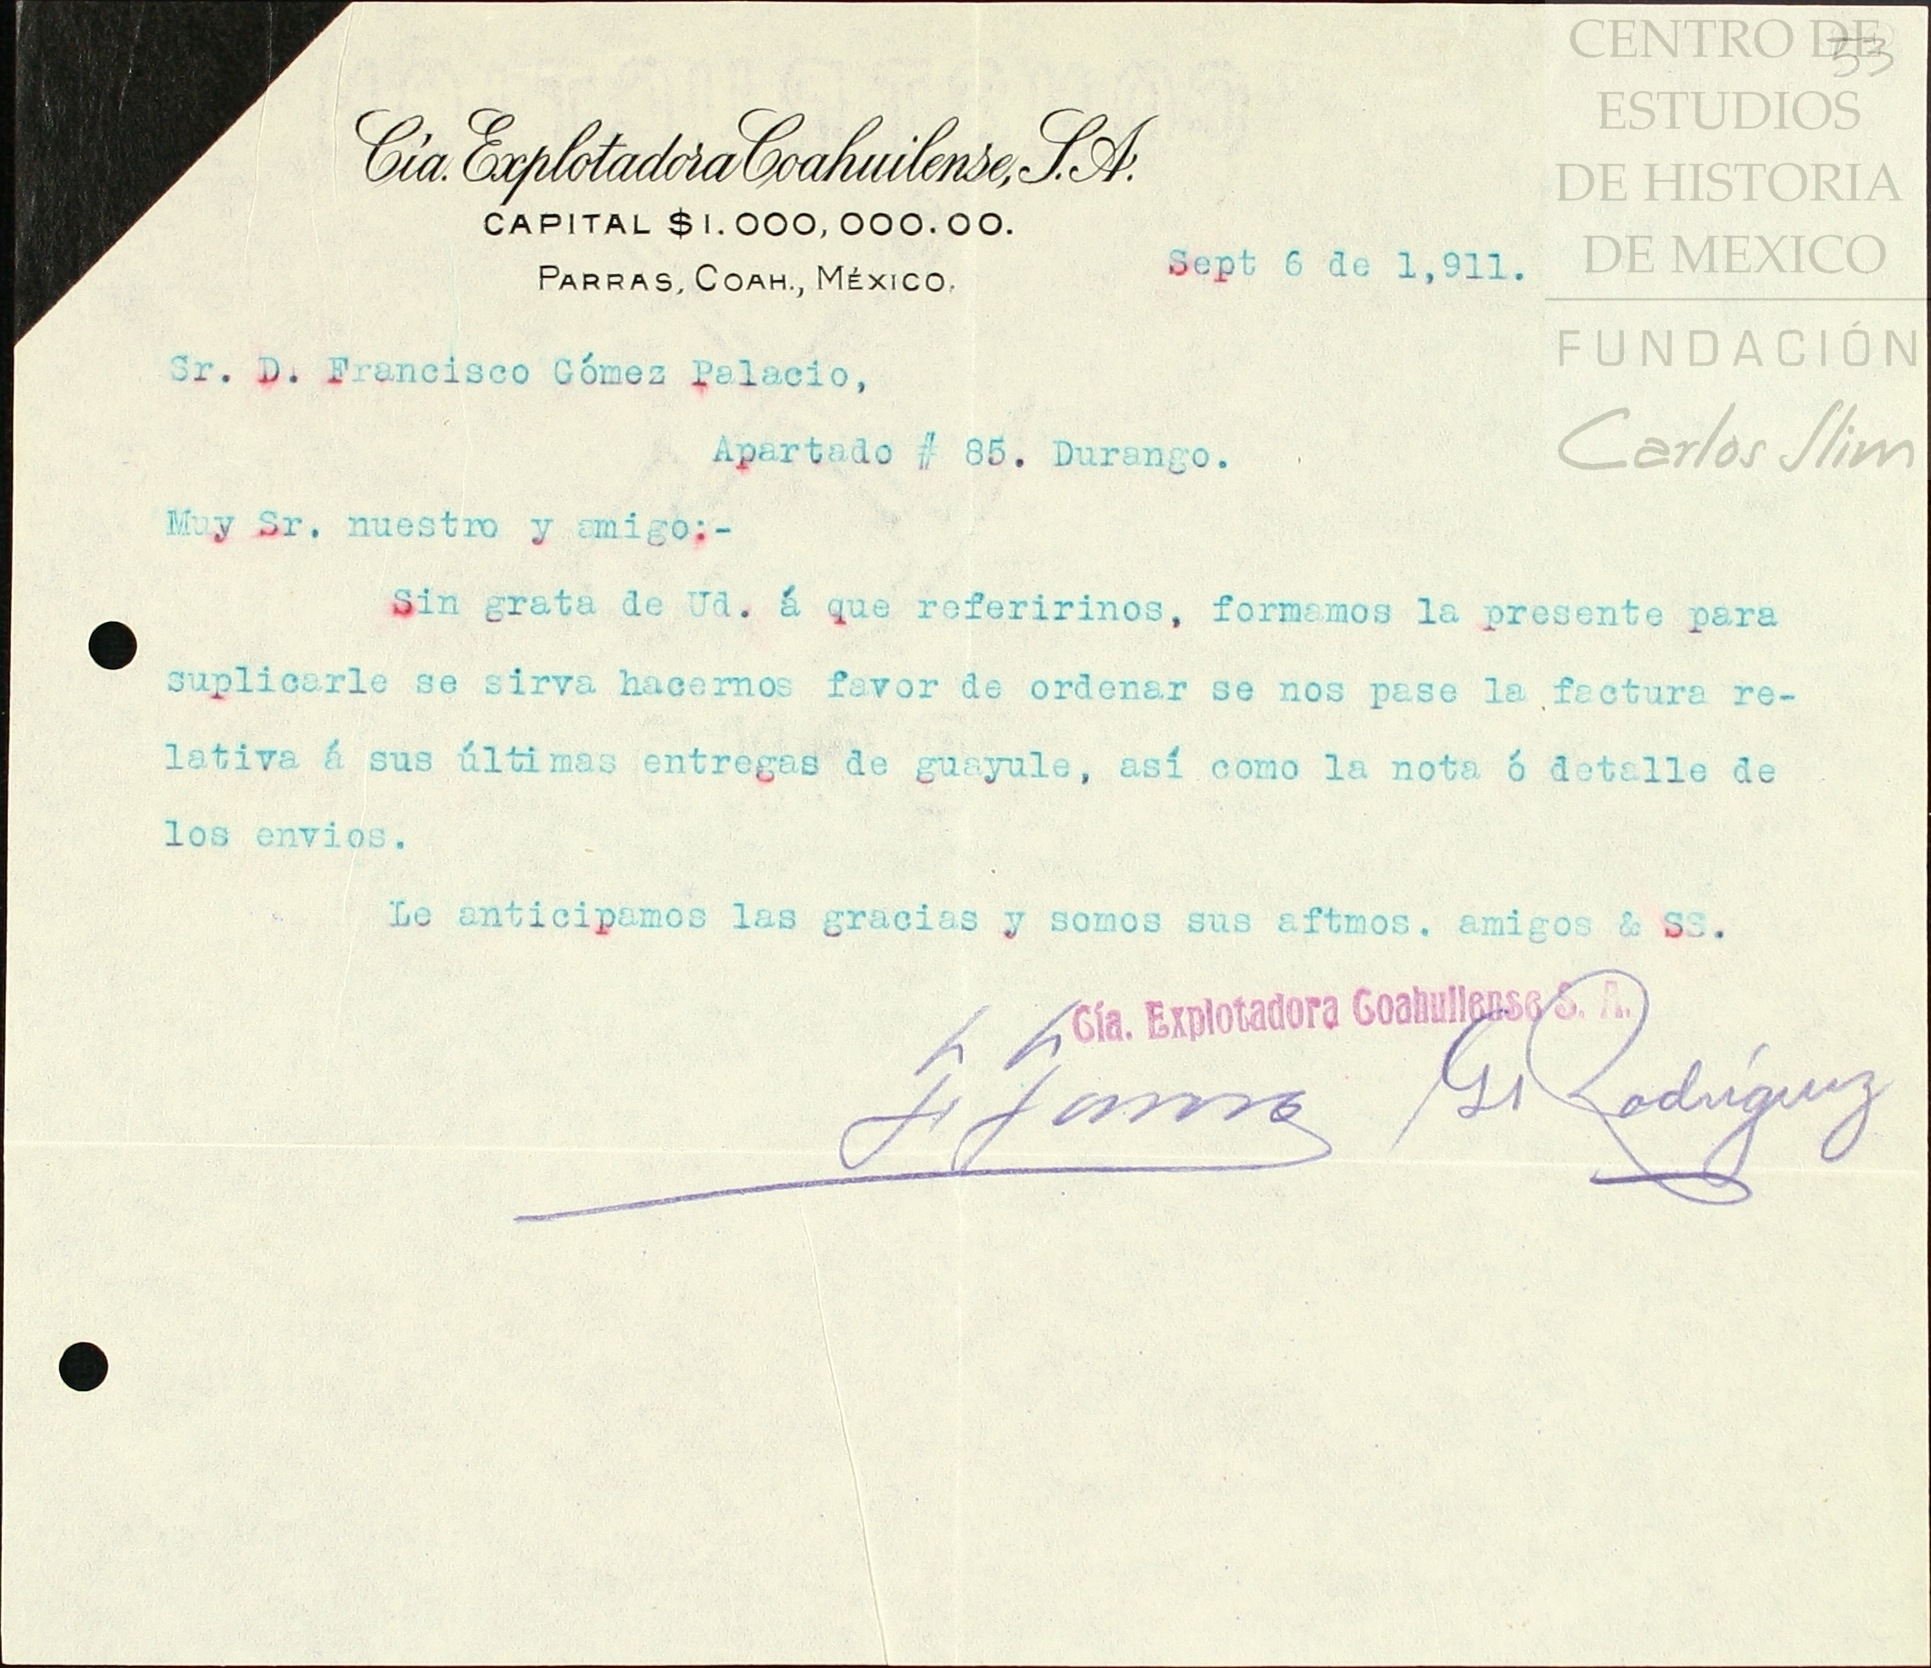 CENTRO DE
ESTUDIOS
DE HISTORIA
DE MEXICO
FUNDACIÓN
Carlos Slim
53
Cía. Explotadora Coahuilense, S.A.
CAPITAL $1.000,000.00.
PARRAS, COAH., MÉXICO.
Sept 6 de 1,911.
Sr. D. Francisco Gómez Palacio,
Apartado # 85. Durango.
Muy Sr. nuestro y amigo:-
Sin grata de Ud. á que referirinos, formamos la presente para
suplicarle se sirva hacernos favor de ordenar se nos pase la factura re-
lativa á sus últimas entregas de guayule, así como la nota ó detalle de
los envios.
Le anticipamos las gracias y somos sus aftmos. amigos & SS.
Cía. Explotadora Coahuilense S. A.
Rodríguez